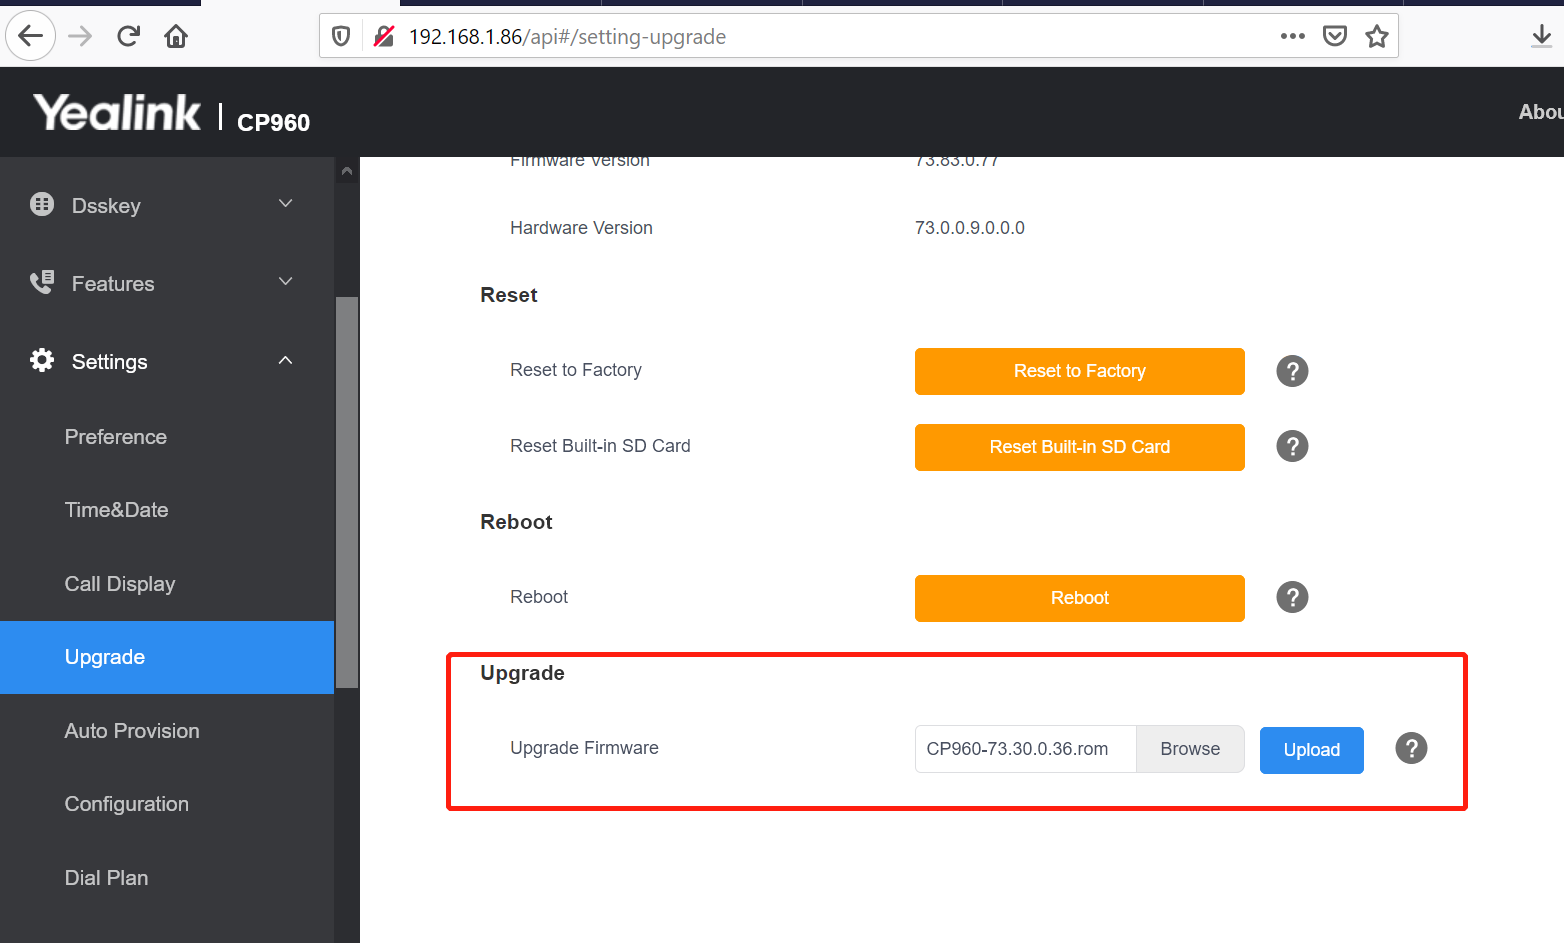 192.168.1.86/api#/setting-upgrade
Yealink | CP960
Abou
Firmware Version 73.83.0.77
Dsskey
Hardware Version 73.0.0.9.0.0.0
Features
Reset
Settings
Reset to Factory Reset to Factory ?
Preference
Reset Built-in SD Card Reset Built-in SD Card ?
Time&Date
Reboot
Call Display
Reboot Reboot ?
Upgrade
Upgrade
Auto Provision
Upgrade Firmware CP960-73.30.0.36.rom Browse Upload ?
Configuration
Dial Plan